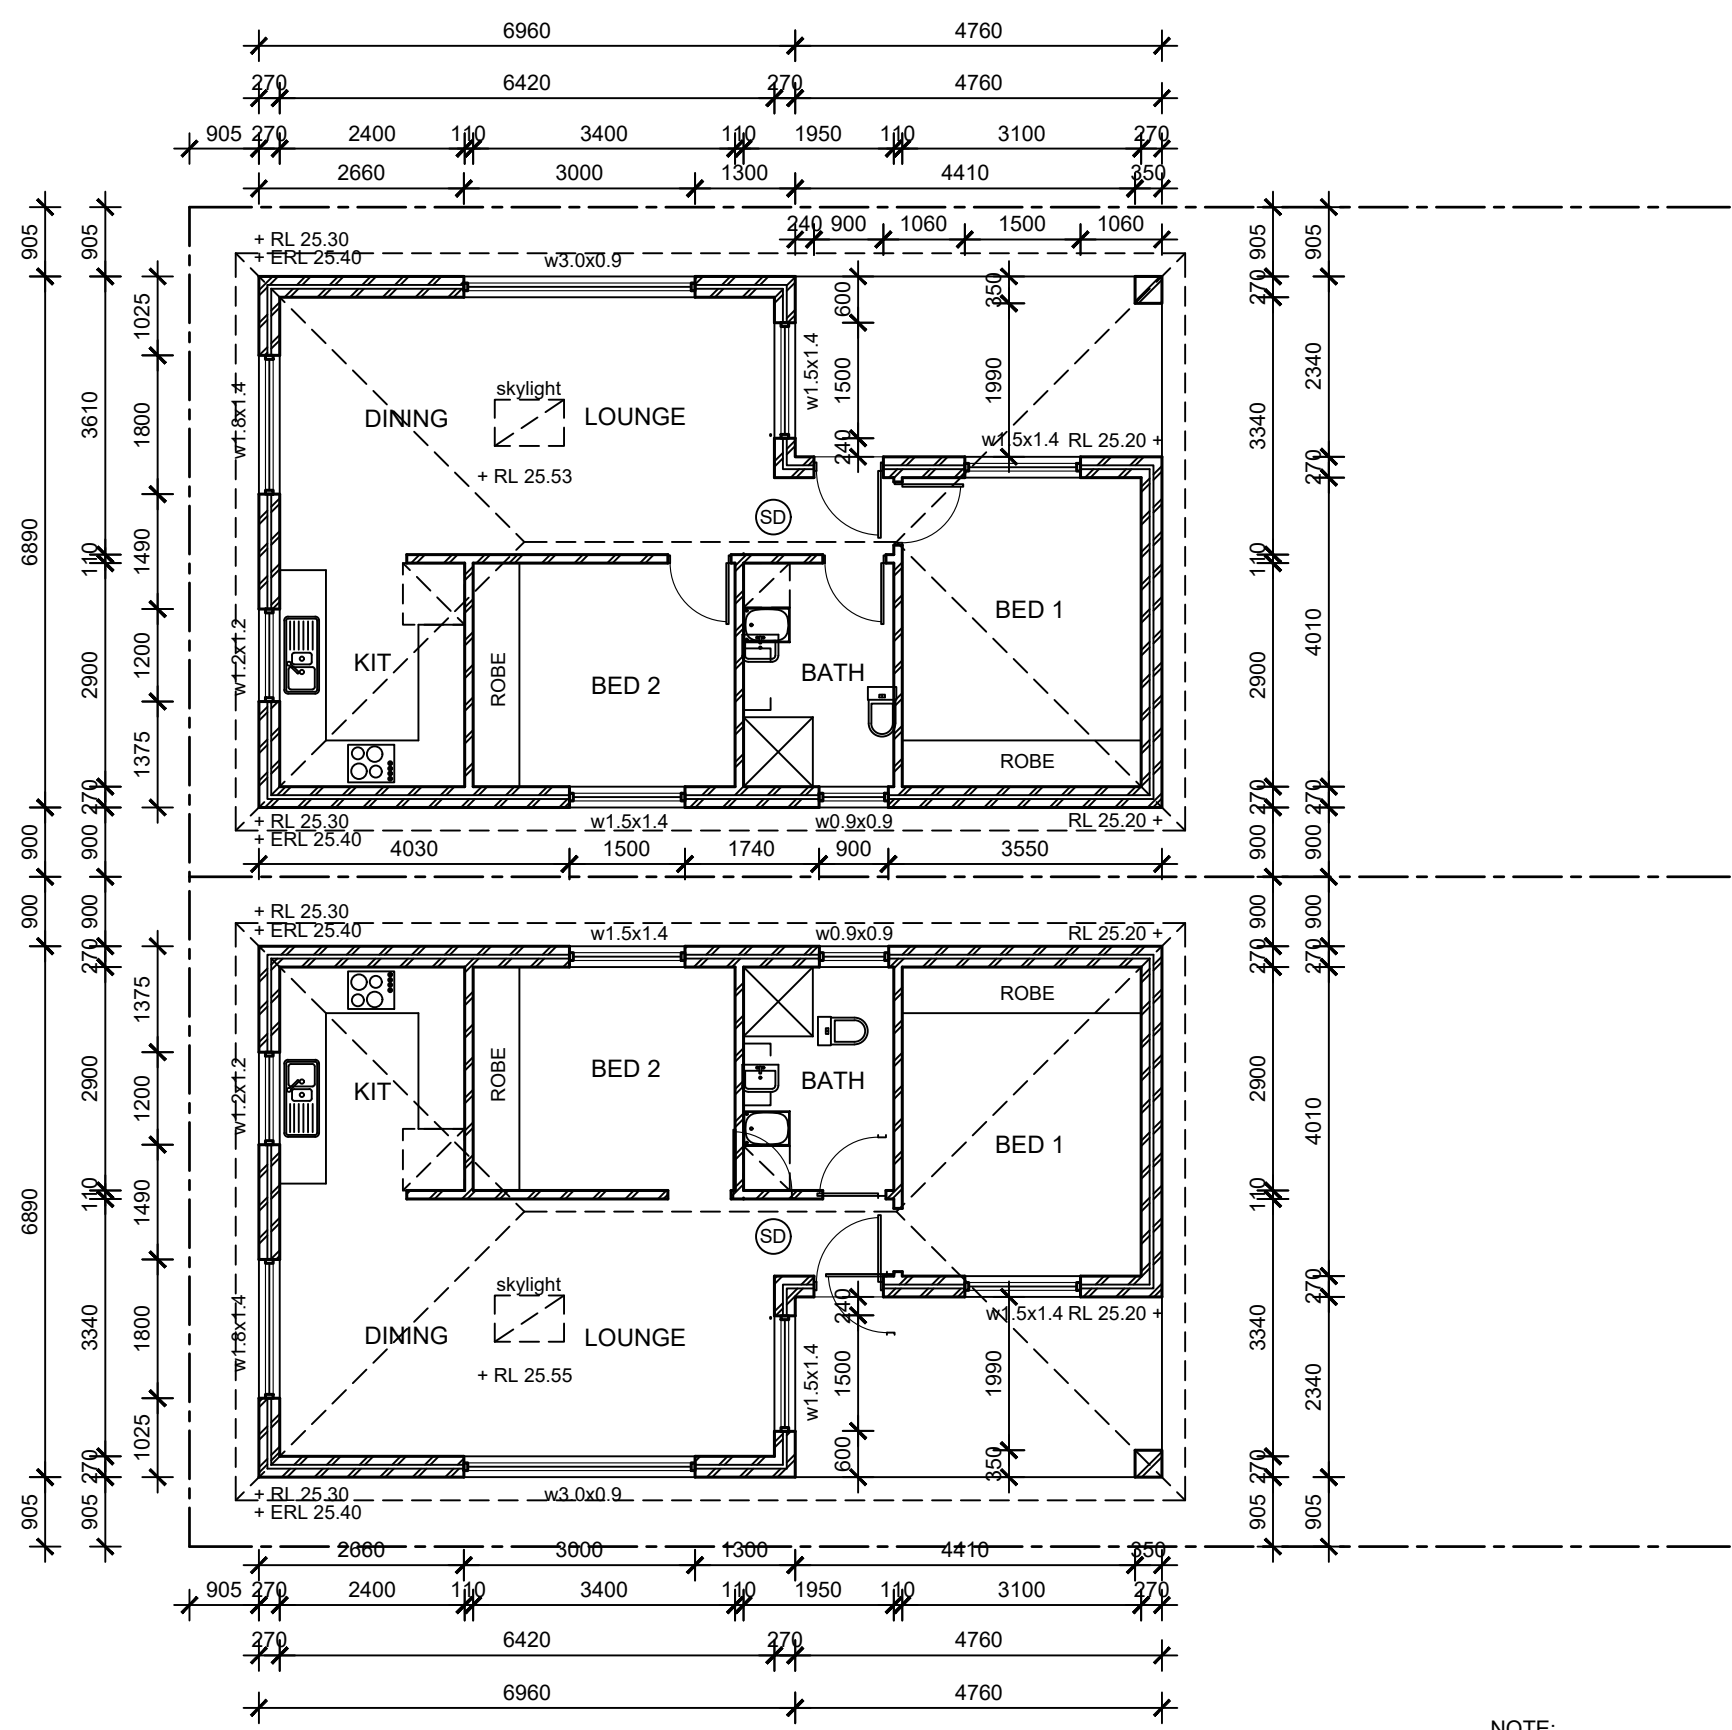 6960 4760
270 6420 270 4760
905 270 2400 110 3400 110 1950 110 3100 270
2660 3000 1300 4410 350
240 900 1060 1500 1060
905 905 905 905
+ RL 25.30
+ ERL 25.40
w3.0x0.9
1025 600 350 270
3610 1800 w1.8x1.4 1500 w1.5x1.4 1990 3340 2340
skylight
DINING LOUNGE
w1.5x1.4 RL 25.20 +
240 270
+ RL 25.53
SD
6890 110 1490 110
BED 1
2900 1200 w1.2x1.2 KIT ROBE BED 2 BATH 2900 4010
1375 ROBE
270 270 270
+ RL 25.30 w1.5x1.4 w0.9x0.9 RL 25.20 +
+ ERL 25.40
900 900 900 900
4030 1500 1740 900 3550
900 900 900 900
+ RL 25.30
+ ERL 25.40 w1.5x1.4 w0.9x0.9 RL 25.20 +
270 270 270
1375 ROBE
2900 1200 w1.2x1.2 KIT ROBE BED 2 BATH 2900 4010
BED 1
6890 110 1490 110
SD
270
skylight 240
w1.5x1.4 RL 25.20 +
3340 1800 w1.8x1.4 DINING LOUNGE 3340
+ RL 25.55 w1.5x1.4 1500 1990 2340
1025 600 350
270 270
+ RL 25.30 w3.0x0.9
+ ERL 25.40
905 905 905 905
2660 3000 1300 4410 350
905 270 2400 110 3400 110 1950 110 3100 270
270 6420 270 4760
6960 4760
NOTE: